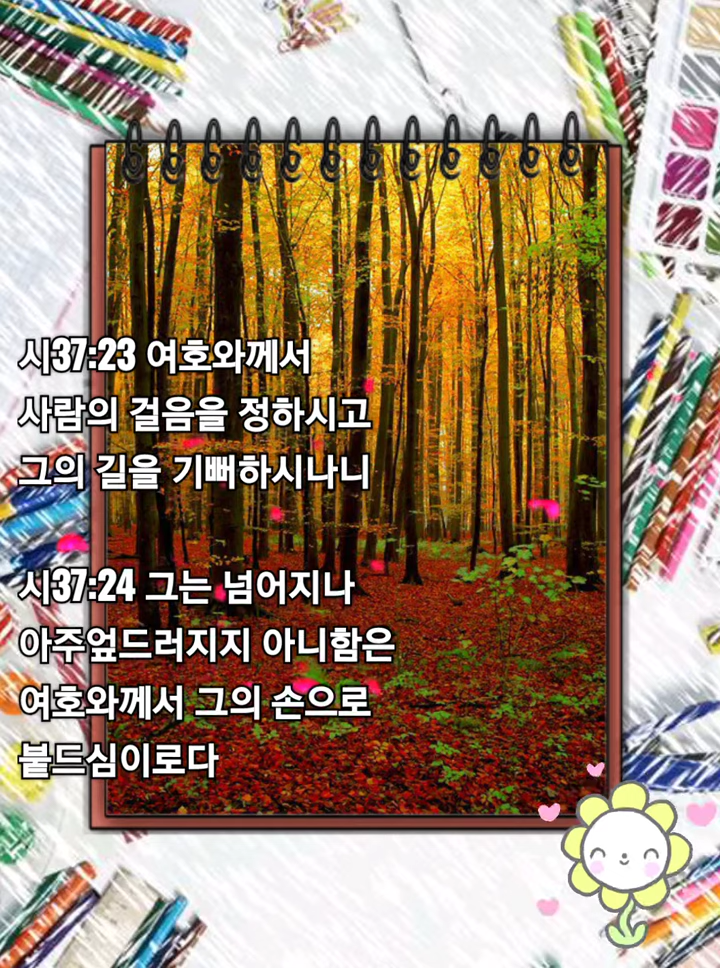 시37:23 여호와께서
사람의 걸음을 정하시고
그의 길을 기뻐하시나니
시37:24 그는 넘어지나
아주엎드러지지 아니함은
여호와께서 그의 손으로
붙드심이로다